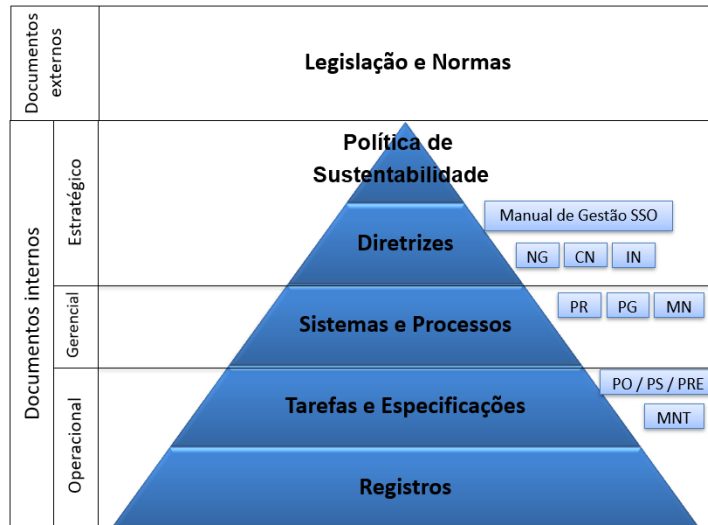 Documentos
externos
Legislação e Normas
Documentos internos
Estratégico
Política de
Sustentabilidade
Manual de Gestão SSO
Diretrizes
NG
CN
IN
Gerencial
PR
PG
MN
Sistemas e Processos
Operacional
PO / PS / PRE
Tarefas e Especificações
MNT
Registros